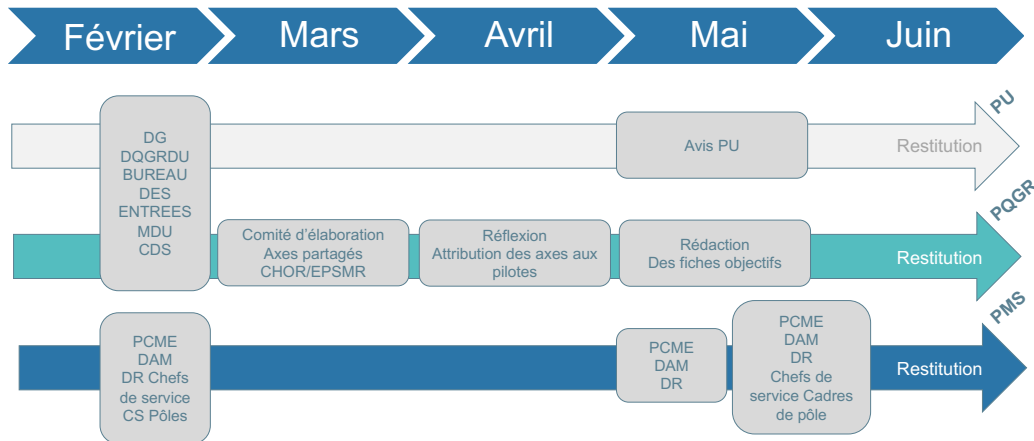 Février
Mars
Avril
Mai
Juin
DG
DQGRDU
BUREAU
DES
ENTREES
MDU
CDS
Avis PU
Restitution
PU
Comité d’élaboration
Axes partagés
CHOR/EPSMR
Réflexion
Attribution des axes aux
pilotes
Rédaction
Des fiches objectifs
Restitution
PQGR
PCME
DAM
DR Chefs
de service
CS Pôles
PCME
DAM
DR
PCME
DAM
DR
Chefs de
service Cadres
de pôle
Restitution
PMS